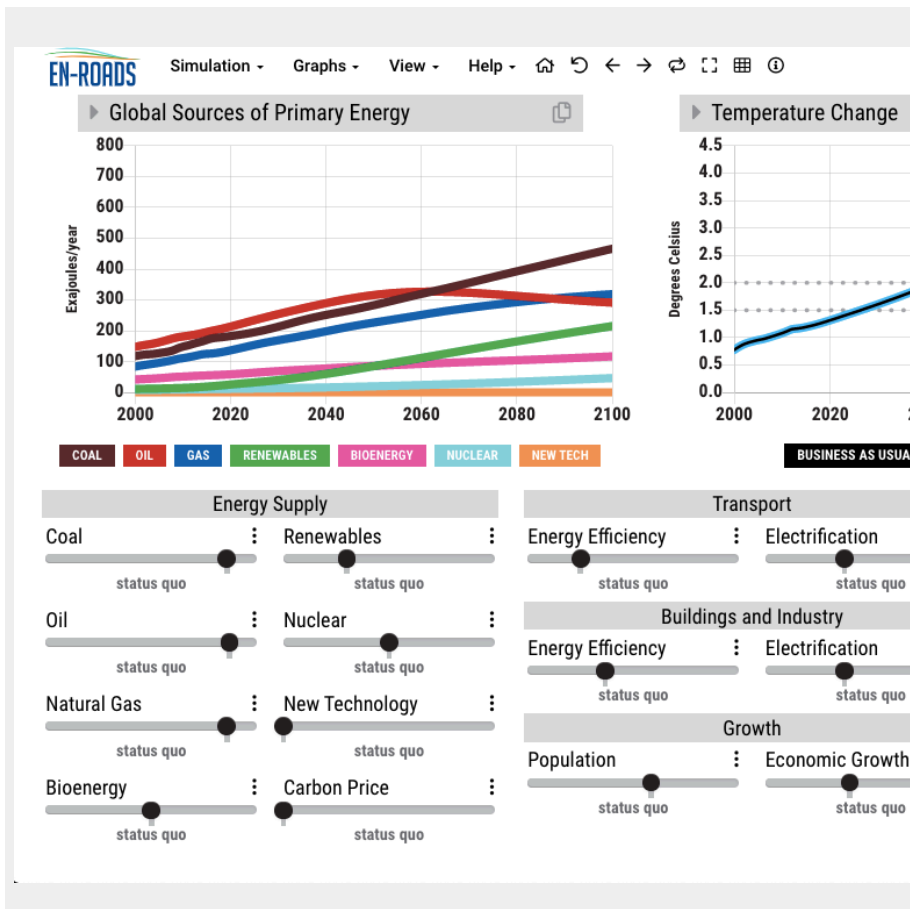 EN-ROADS
Simulation Graphs View Help
Global Sources of Primary Energy
800
700
600
500
400
300
200
100
0
Exajoules/year
2000 2020 2040 2060 2080 2100
COAL OIL GAS RENEWABLES BIOENERGY NUCLEAR NEW TECH
Temperature Change
4.5
4.0
3.5
3.0
2.5
2.0
1.5
1.0
0.5
0.0
Degrees Celsius
2000 2020
BUSINESS AS USUA
Energy Supply
Coal Renewables
status quo status quo
Oil Nuclear
status quo status quo
Natural Gas New Technology
status quo status quo
Bioenergy Carbon Price
status quo status quo
Transport
Energy Efficiency Electrification
status quo status quo
Buildings and Industry
Energy Efficiency Electrification
status quo status quo
Growth
Population Economic Growth
status quo status quo